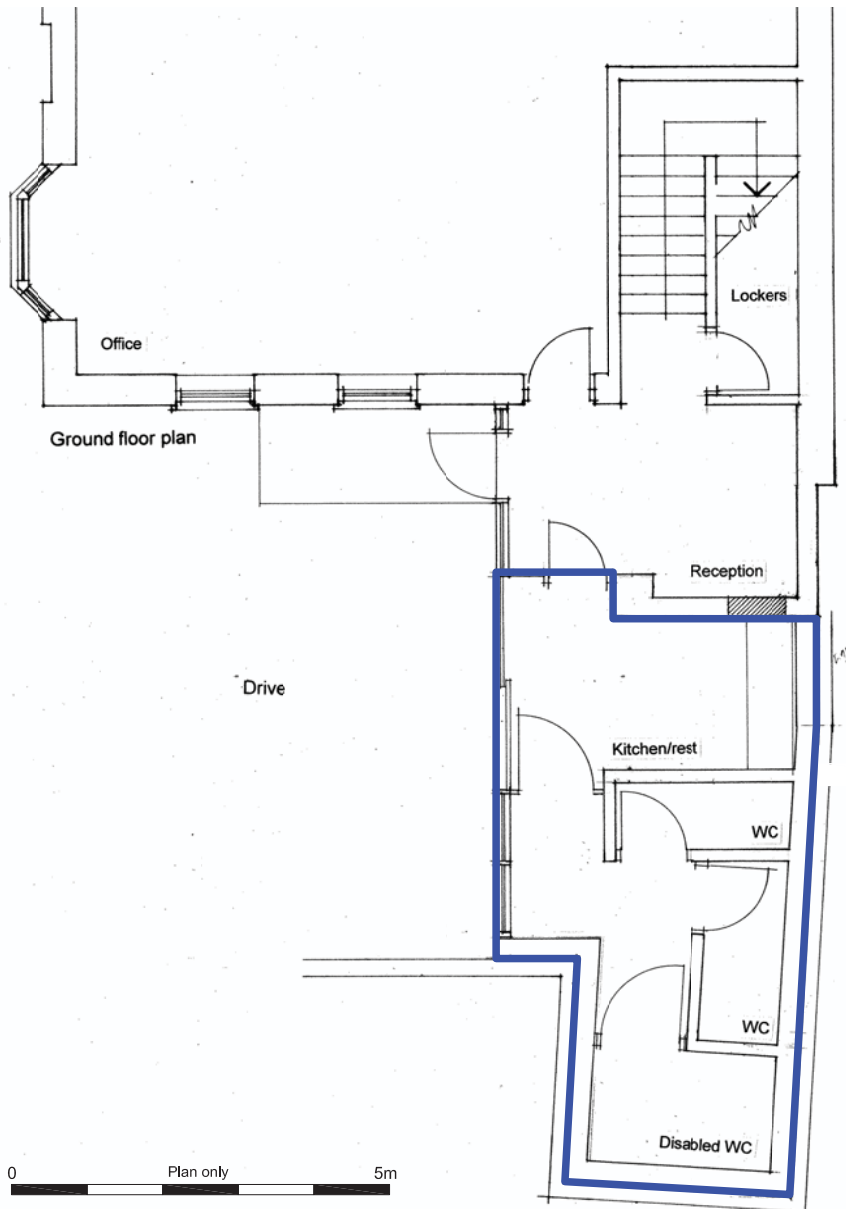 Lockers
Office
Ground floor plan
Reception
Drive
Kitchen/rest
WC
WC
Disabled WC
0 Plan only 5m